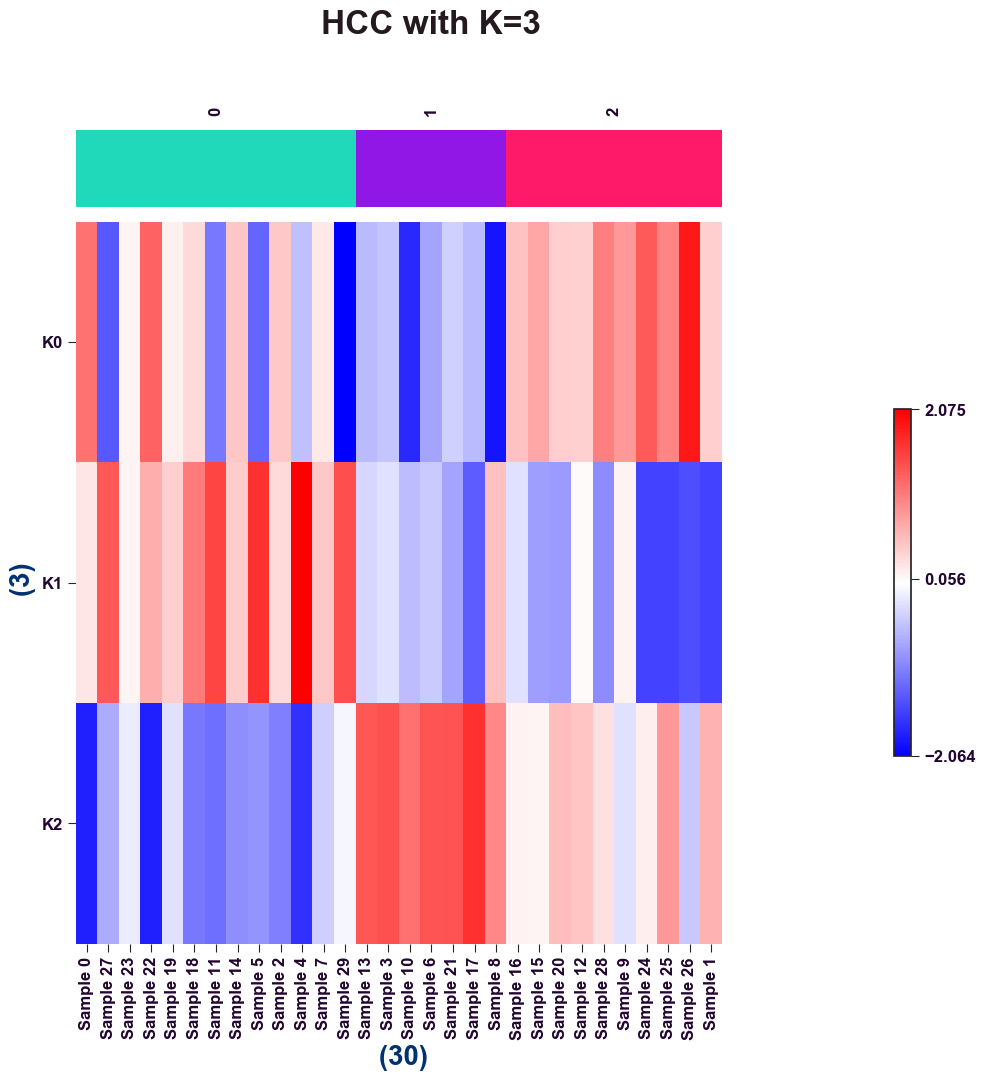 HCC with K=3
0
1
2
K0
K1
K2
(3)
2.075
0.056
−2.064
Sample 0
Sample 27
Sample 23
Sample 22
Sample 19
Sample 18
Sample 11
Sample 14
Sample 5
Sample 2
Sample 4
Sample 7
Sample 29
Sample 13
Sample 3
Sample 10
Sample 6
Sample 21
Sample 17
Sample 8
Sample 16
Sample 15
Sample 20
Sample 12
Sample 28
Sample 9
Sample 24
Sample 25
Sample 26
Sample 1
(30)